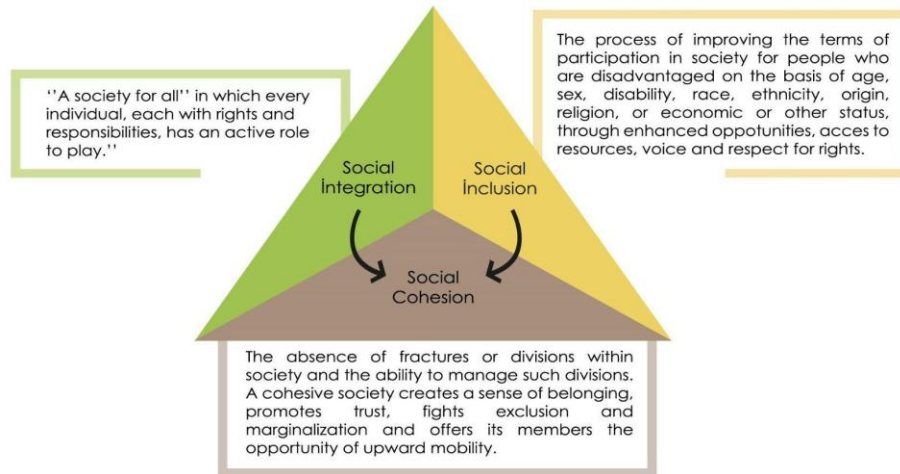 ''A society for all'' in which every
individual, each with rights and
responsibilities, has an active role
to play.''
The process of improving the terms of
participation in society for people who
are disadvantaged on the basis of age,
sex, disability, race, ethnicity, origin,
religion, or economic or other status,
through enhanced oppotunities, acces to
resources, voice and respect for rights.
Social
İntegration
Social
İnclusion
Social
Cohesion
The absence of fractures or divisions within
society and the ability to manage such divisions.
A cohesive society creates a sense of belonging,
promotes trust, fights exclusion and
marginalization and offers its members the
opportunity of upward mobility.